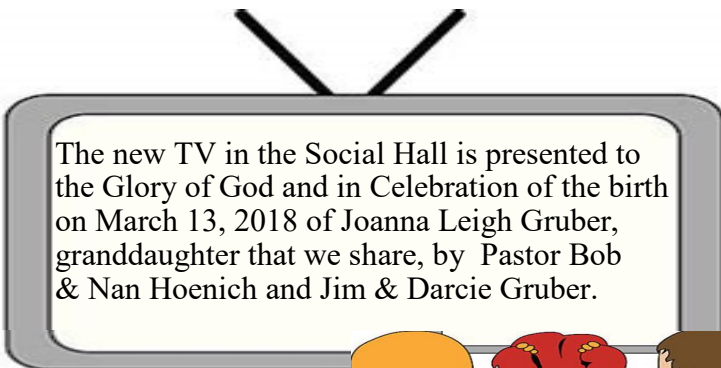 The new TV in the Social Hall is presented to
the Glory of God and in Celebration of the birth
on March 13, 2018 of Joanna Leigh Gruber,
granddaughter that we share, by  Pastor Bob
& Nan Hoenich and Jim & Darcie Gruber.